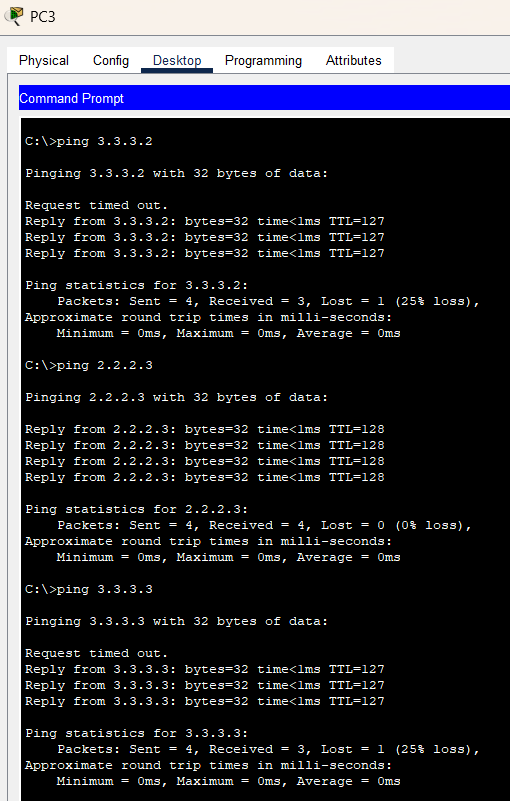 PC3
Physical Config Desktop Programming Attributes
Command Prompt
C:\>ping 3.3.3.2
Pinging 3.3.3.2 with 32 bytes of data:
Request timed out.
Reply from 3.3.3.2: bytes=32 time<1ms TTL=127
Reply from 3.3.3.2: bytes=32 time<1ms TTL=127
Reply from 3.3.3.2: bytes=32 time<1ms TTL=127
Ping statistics for 3.3.3.2:
    Packets: Sent = 4, Received = 3, Lost = 1 (25% loss),
Approximate round trip times in milli-seconds:
    Minimum = 0ms, Maximum = 0ms, Average = 0ms
C:\>ping 2.2.2.3
Pinging 2.2.2.3 with 32 bytes of data:
Reply from 2.2.2.3: bytes=32 time<1ms TTL=128
Reply from 2.2.2.3: bytes=32 time<1ms TTL=128
Reply from 2.2.2.3: bytes=32 time<1ms TTL=128
Reply from 2.2.2.3: bytes=32 time<1ms TTL=128
Ping statistics for 2.2.2.3:
    Packets: Sent = 4, Received = 4, Lost = 0 (0% loss),
Approximate round trip times in milli-seconds:
    Minimum = 0ms, Maximum = 0ms, Average = 0ms
C:\>ping 3.3.3.3
Pinging 3.3.3.3 with 32 bytes of data:
Request timed out.
Reply from 3.3.3.3: bytes=32 time<1ms TTL=127
Reply from 3.3.3.3: bytes=32 time<1ms TTL=127
Reply from 3.3.3.3: bytes=32 time<1ms TTL=127
Ping statistics for 3.3.3.3:
    Packets: Sent = 4, Received = 3, Lost = 1 (25% loss),
Approximate round trip times in milli-seconds:
    Minimum = 0ms, Maximum = 0ms, Average = 0ms